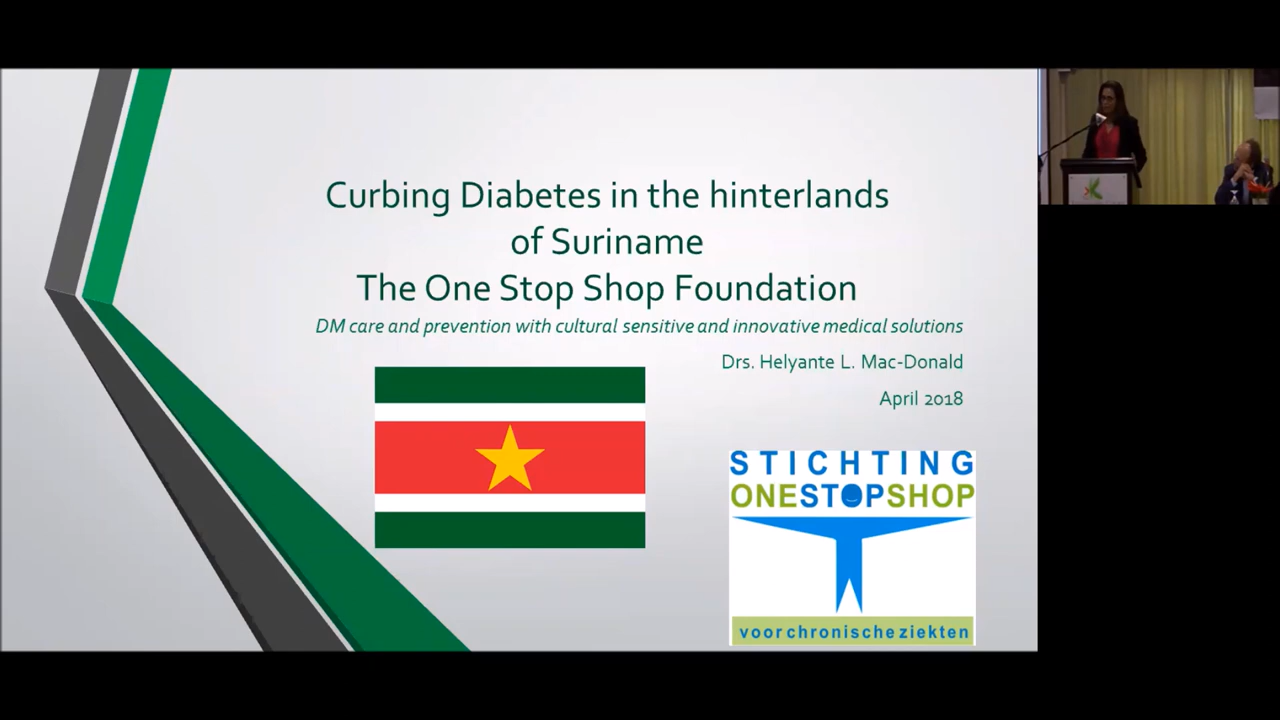 Curbing Diabetes in the hinterlands
of Suriname
The One Stop Shop Foundation
DM care and prevention with cultural sensitive and innovative medical solutions
Drs. Helyante L. Mac-Donald
April 2018
STICHTING
ONESTOPSHOP
voor chronische ziekten